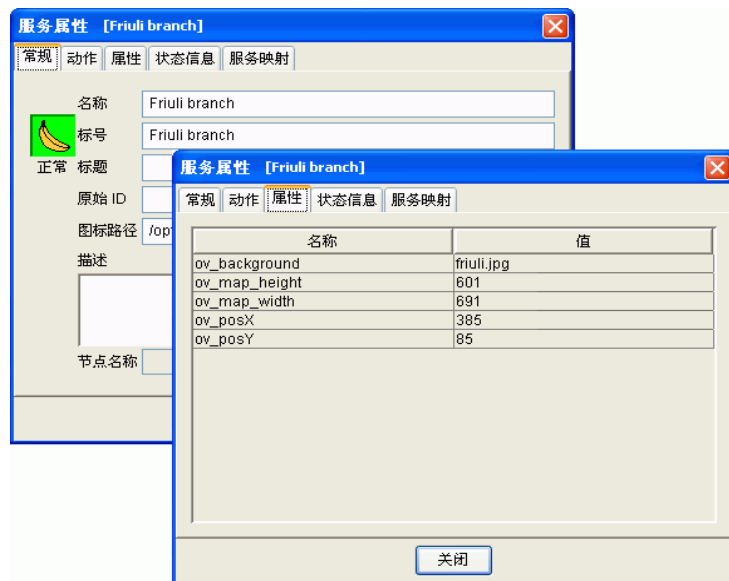 服务属性 [Friuli branch]
常规 动作 属性 状态信息 服务映射
名称 Friuli branch
标号 Friuli branch
正常 标题
原始 ID
图标路径 /op
描述
节点名称
服务属性 [Friuli branch]
常规 动作 属性 状态信息 服务映射
名称 值
ov_background friuli.jpg
ov_map_height 601
ov_map_width 691
ov_posX 385
ov_posY 85
关闭